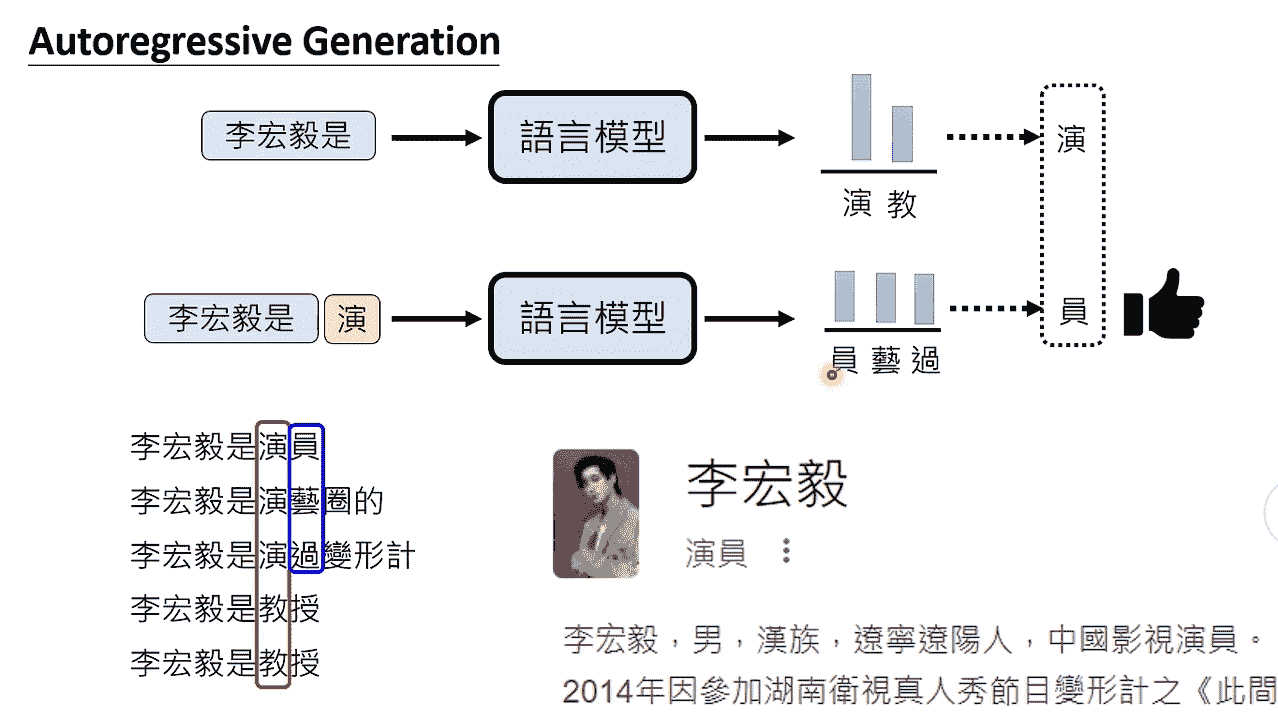 Autoregressive Generation
李宏毅是
語言模型
演 教
演
李宏毅是 演
語言模型
員 藝 過
員
李宏毅是演員
李宏毅是演藝圈的
李宏毅是演過變形計
李宏毅是教授
李宏毅是教授
李宏毅
演員
李宏毅，男，漢族，遼寧遼陽人，中國影視演員。
2014年因參加湖南衛視真人秀節目變形計之《此間